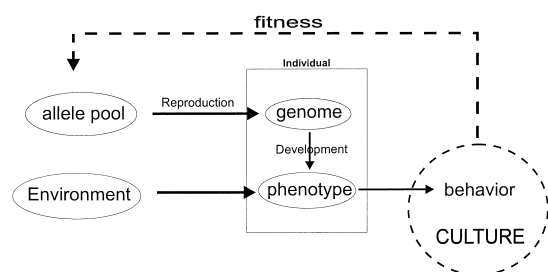 fitness
Individual
Reproduction
allele pool
genome
Development
Environment
phenotype
behavior
CULTURE